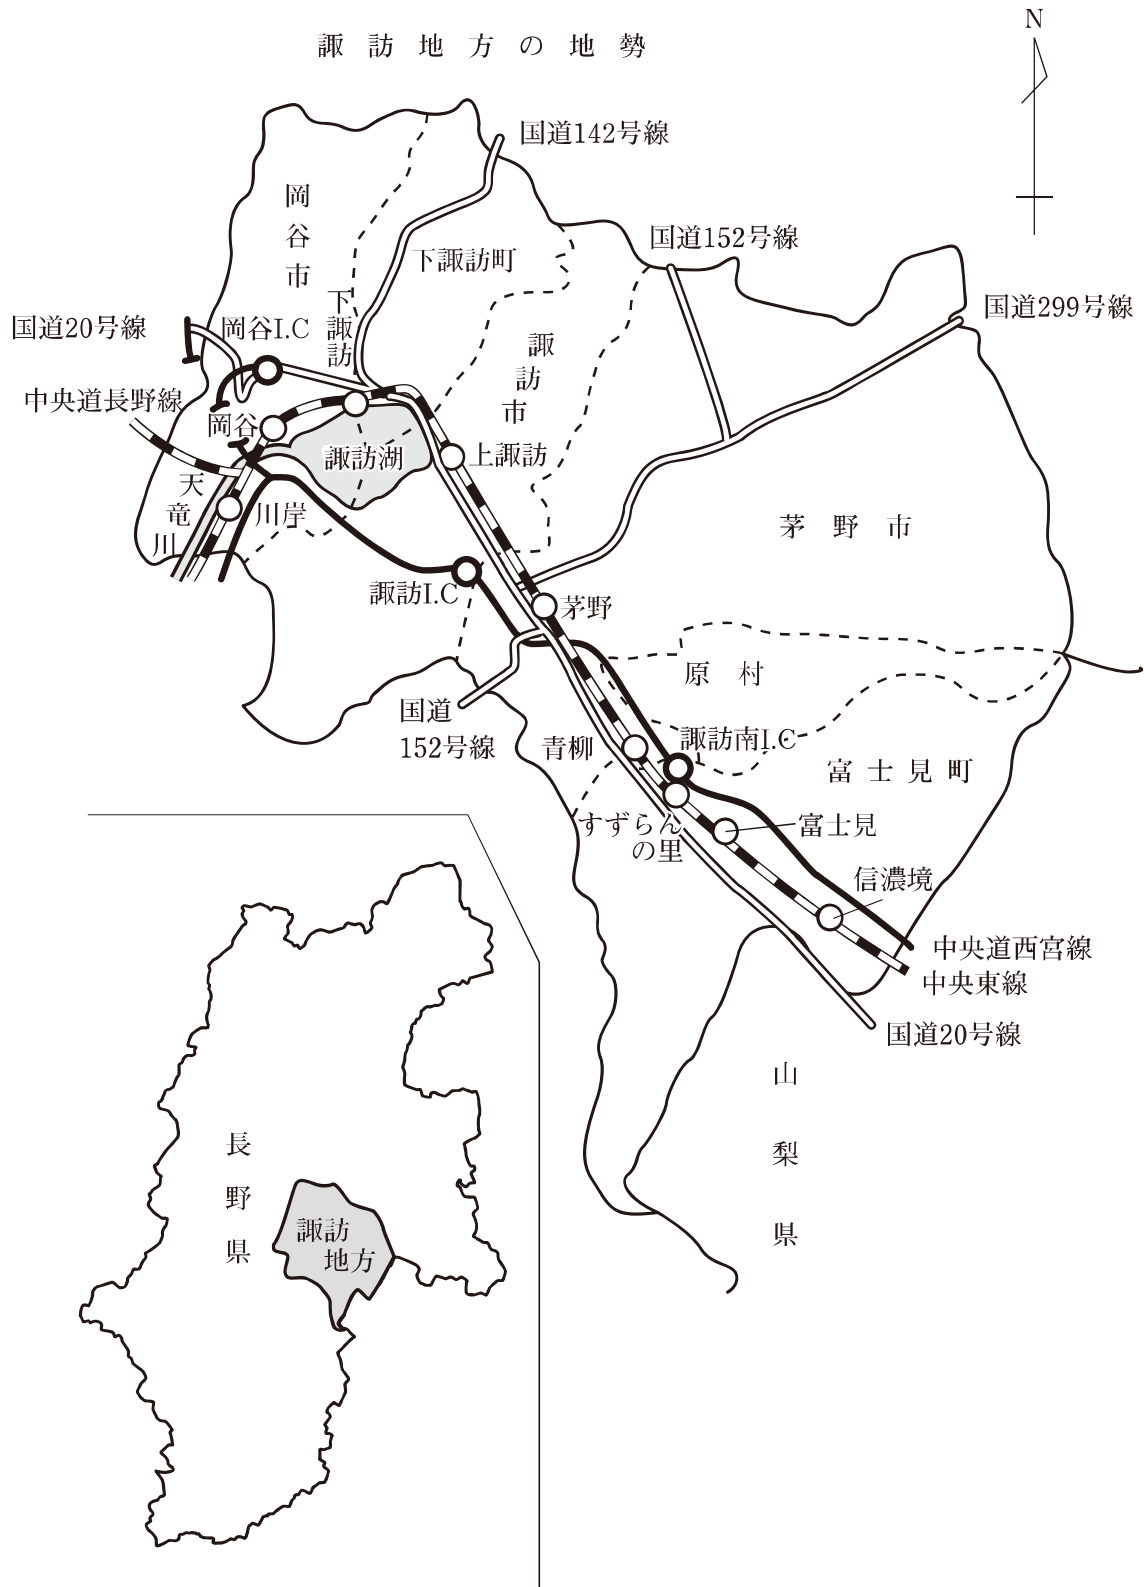 諏訪地方の地勢
N
国道142号線
岡谷市
国道152号線
下諏訪町
国道299号線
下諏訪
国道20号線
岡谷I.C
諏訪市
中央道長野線
岡谷
諏訪湖
上諏訪
天竜川
川岸
茅野市
諏訪I.C
茅野
原村
国道
152号線
青柳
諏訪南I.C
富士見町
すずらん
の里
富士見
信濃境
中央道西宮線
中央東線
国道20号線
山梨県
長野県
諏訪
地方